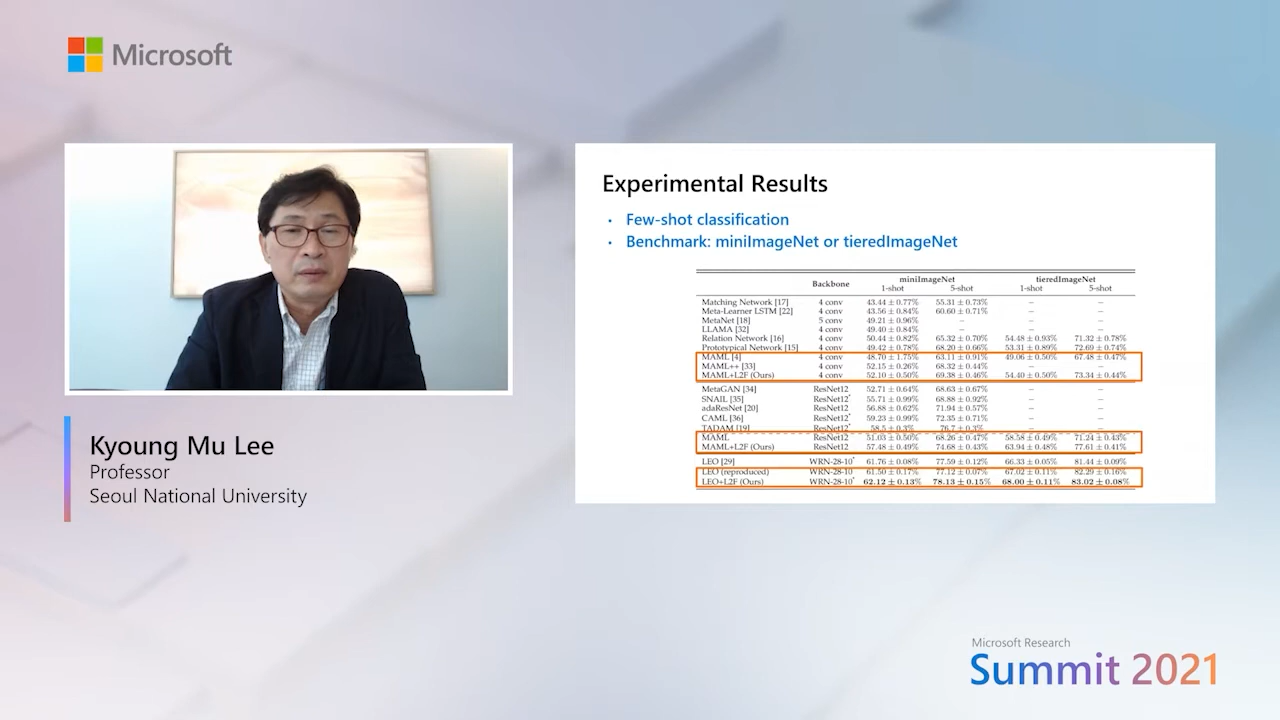 Microsoft
Kyoung Mu Lee
Professor
Seoul National University
Experimental Results
• Few-shot classification
• Benchmark: miniImageNet or tieredImageNet
Backbone miniImageNet tieredImageNet
1-shot 5-shot 1-shot 5-shot
Matching Network [17] 4 conv 43.44 ± 0.77% 55.31 ± 0.73% – –
Meta-Learner LSTM [22] 4 conv 43.56 ± 0.84% 60.60 ± 0.71% – –
MetaNet [18] 5 conv 49.21 ± 0.96% – – –
LLAMA [32] 4 conv 49.40 ± 0.84% – – –
Relation Network [16] 4 conv 50.44 ± 0.82% 65.32 ± 0.70% 54.48 ± 0.93% 71.32 ± 0.78%
Prototypical Network [15] 4 conv 49.42 ± 0.78% 68.20 ± 0.66% 53.31 ± 0.89% 72.69 ± 0.74%
MAML [4] 4 conv 48.70 ± 1.75% 63.11 ± 0.91% 49.06 ± 0.50% 67.48 ± 0.47%
MAML++ [33] 4 conv 52.15 ± 0.26% 68.32 ± 0.44% – –
MAML+L2F (Ours) 4 conv 52.10 ± 0.50% 69.38 ± 0.46% 54.40 ± 0.50% 73.34 ± 0.44%
MetaGAN [34] ResNet12 52.71 ± 0.64% 68.63 ± 0.67% – –
SNAIL [35] ResNet12* 55.71 ± 0.99% 68.88 ± 0.92% – –
adaResNet [20] ResNet12 56.88 ± 0.62% 71.94 ± 0.57% – –
CAML [36] ResNet12* 59.23 ± 0.99% 72.35 ± 0.71% – –
TADAM [19] ResNet12* 58.5 ± 0.3% 76.7 ± 0.3% – –
MAML ResNet12 51.03 ± 0.50% 68.26 ± 0.47% 58.58 ± 0.49% 71.24 ± 0.43%
MAML+L2F (Ours) ResNet12 57.48 ± 0.49% 74.68 ± 0.43% 63.94 ± 0.48% 77.61 ± 0.41%
LEO [29] WRN-28-10* 61.76 ± 0.08% 77.59 ± 0.12% 66.33 ± 0.05% 81.44 ± 0.09%
LEO (reproduced) WRN-28-10* 61.50 ± 0.17% 77.12 ± 0.07% 67.02 ± 0.11% 82.29 ± 0.16%
LEO+L2F (Ours) WRN-28-10* 62.12 ± 0.13% 78.13 ± 0.15% 68.00 ± 0.11% 83.02 ± 0.08%
Microsoft Research
Summit 2021